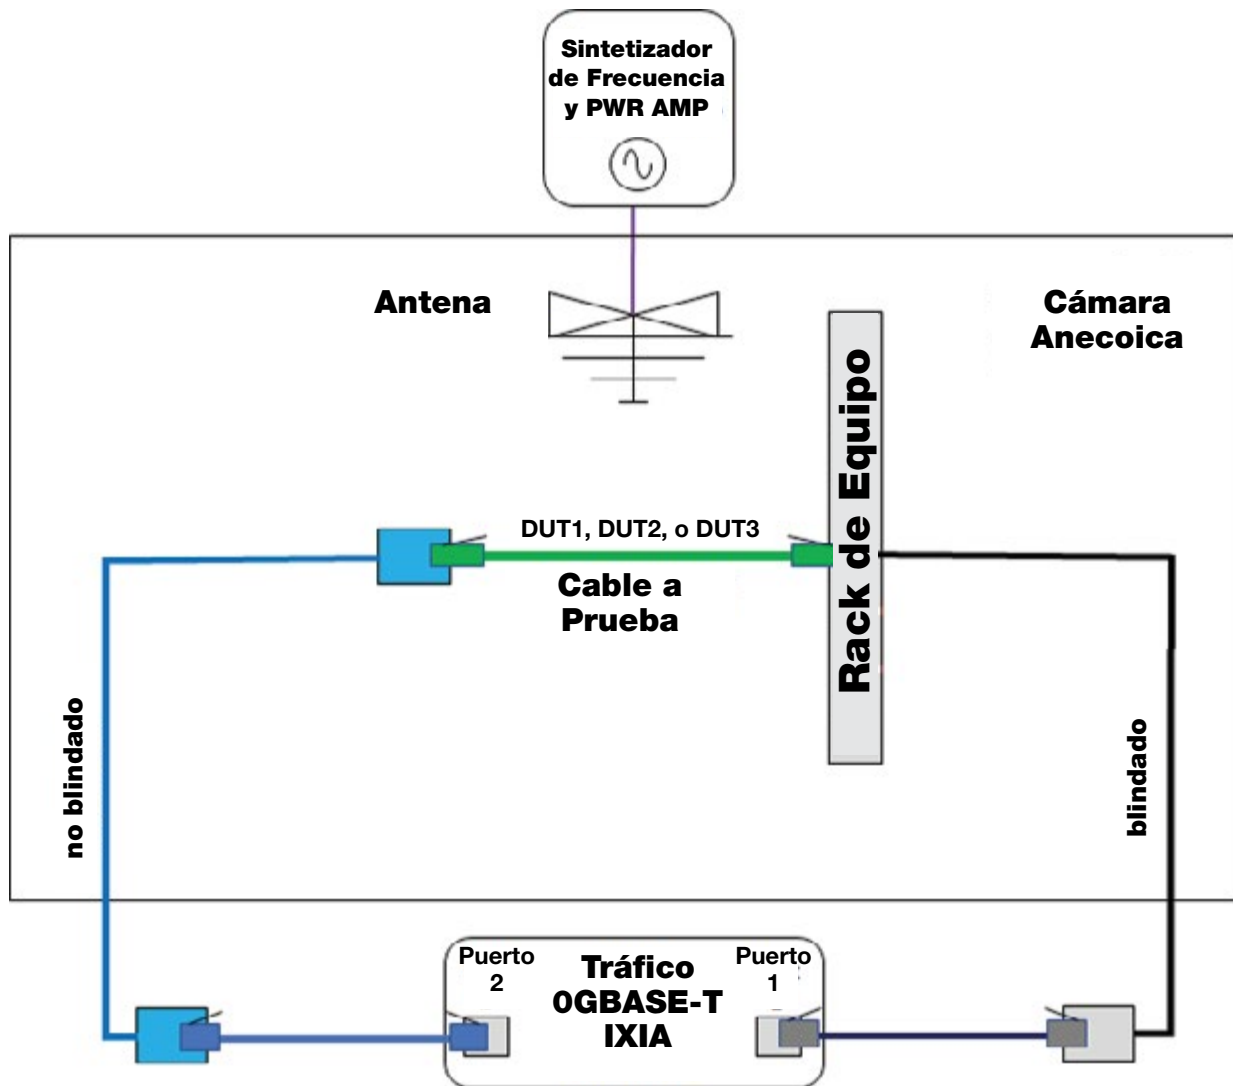 Sintetizador
de Frecuencia
y PWR AMP
Antena
Cámara
Anecoica
Rack de Equipo
DUT1, DUT2, o DUT3
Cable a
Prueba
no blindado
blindado
Puerto
2
Tráfico
0GBASE-T
IXIA
Puerto
1